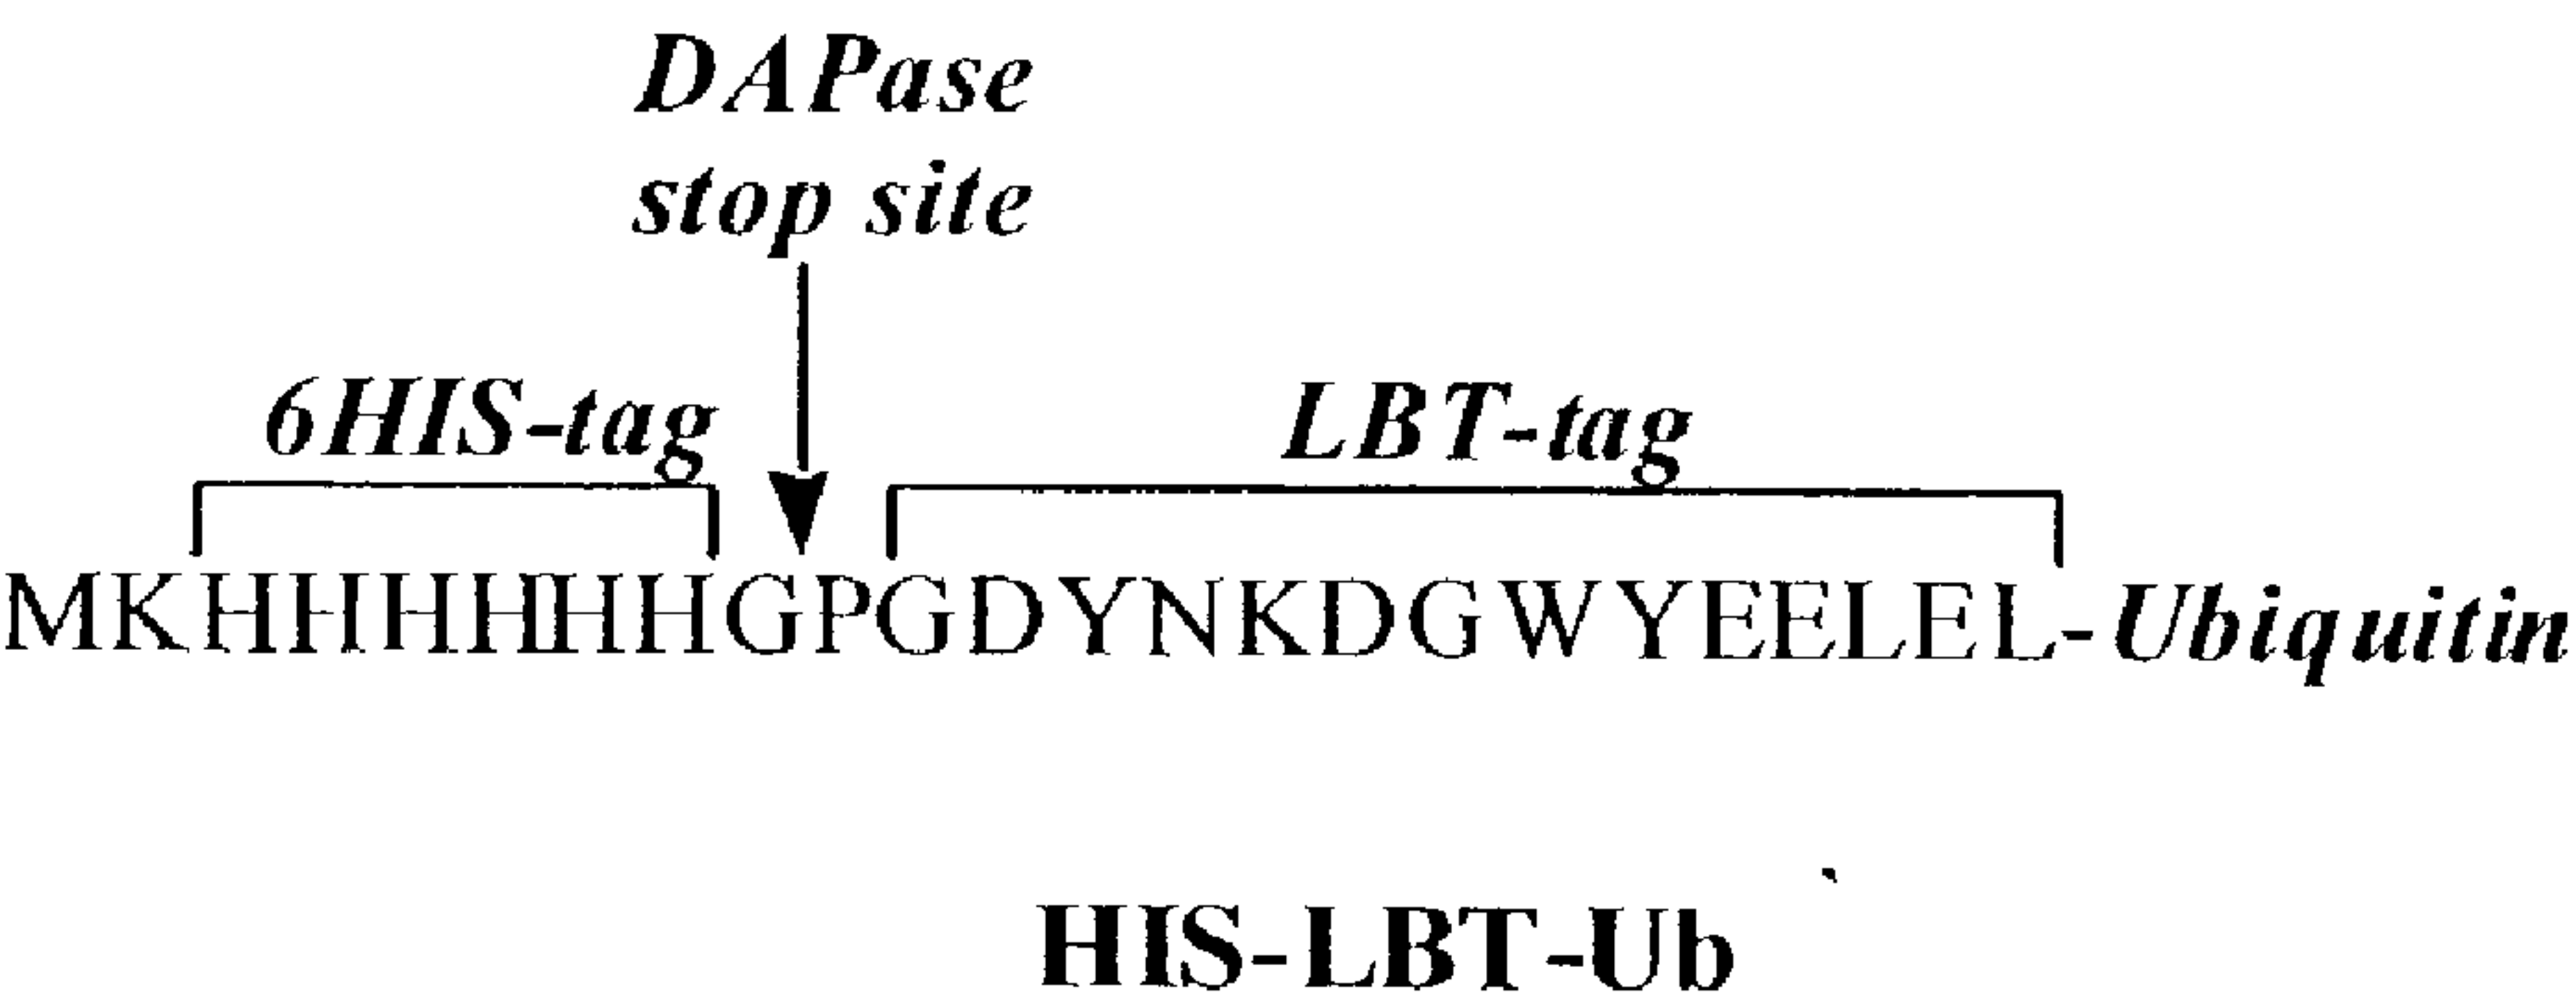 DAPase
stop site
6HIS-tag LBT-tag
MKHHHHHHGPGDYNKDGWYEELEL-Ubiquitin
HIS-LBT-Ub